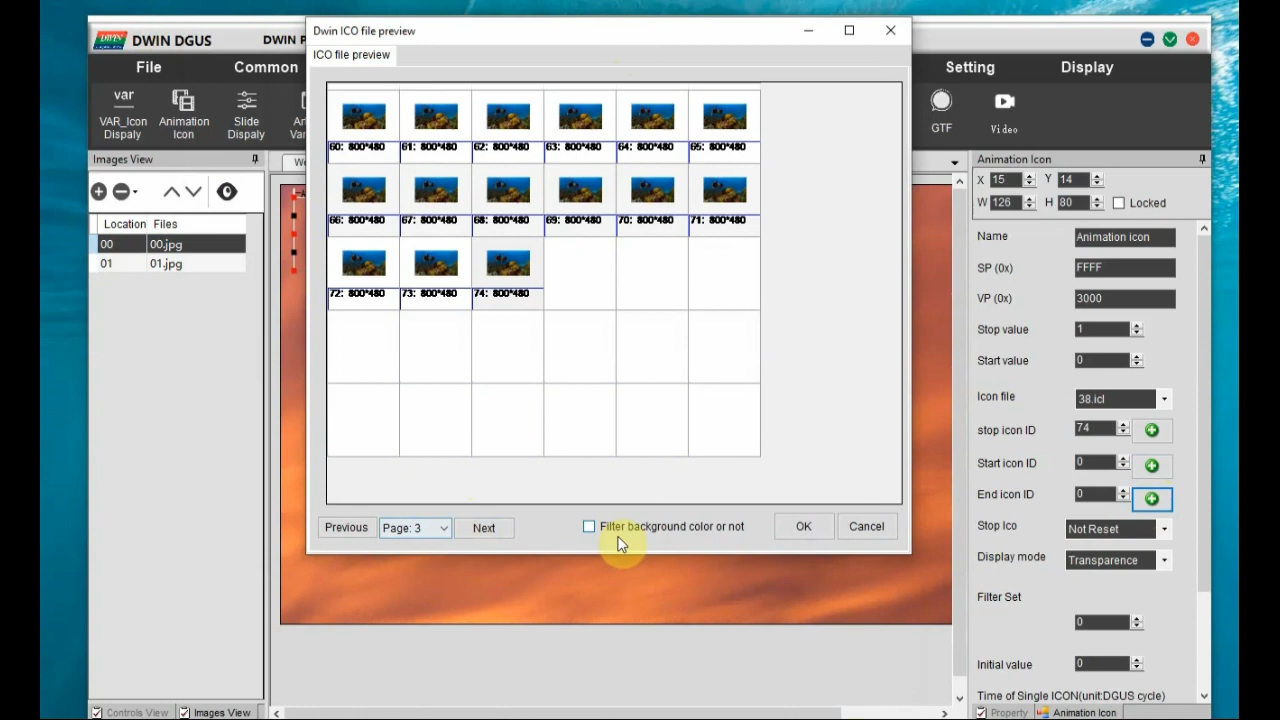 DWIN DGUS
DWIN P
File
Common
Setting
Display
VAR_Icon Dispaly
Animation Icon
Slide Dispaly
GTF
Video
Images View
Location Files
00 00.jpg
01 01.jpg
Controls View
Images View
Dwin ICO file preview
ICO file preview
60: 800*480 61: 800*480 62: 800*480 63: 800*480 64: 800*480 65: 800*480
66: 800*480 67: 800*480 68: 800*480 69: 800*480 70: 800*480 71: 800*480
72: 800*480 73: 800*480 74: 800*480
Previous Page: 3 Next
Filter background color or not
OK Cancel
Animation Icon
X 15 Y 14
W 126 H 80 Locked
Name Animation icon
SP (0x) FFFF
VP (0x) 3000
Stop value 1
Start value 0
Icon file 38.icl
stop icon ID 74
Start icon ID 0
End icon ID 0
Stop Ico Not Reset
Display mode Transparence
Filter Set
0
Initial value 0
Time of Single ICON(unit:DGUS cycle)
Property Animation Icon